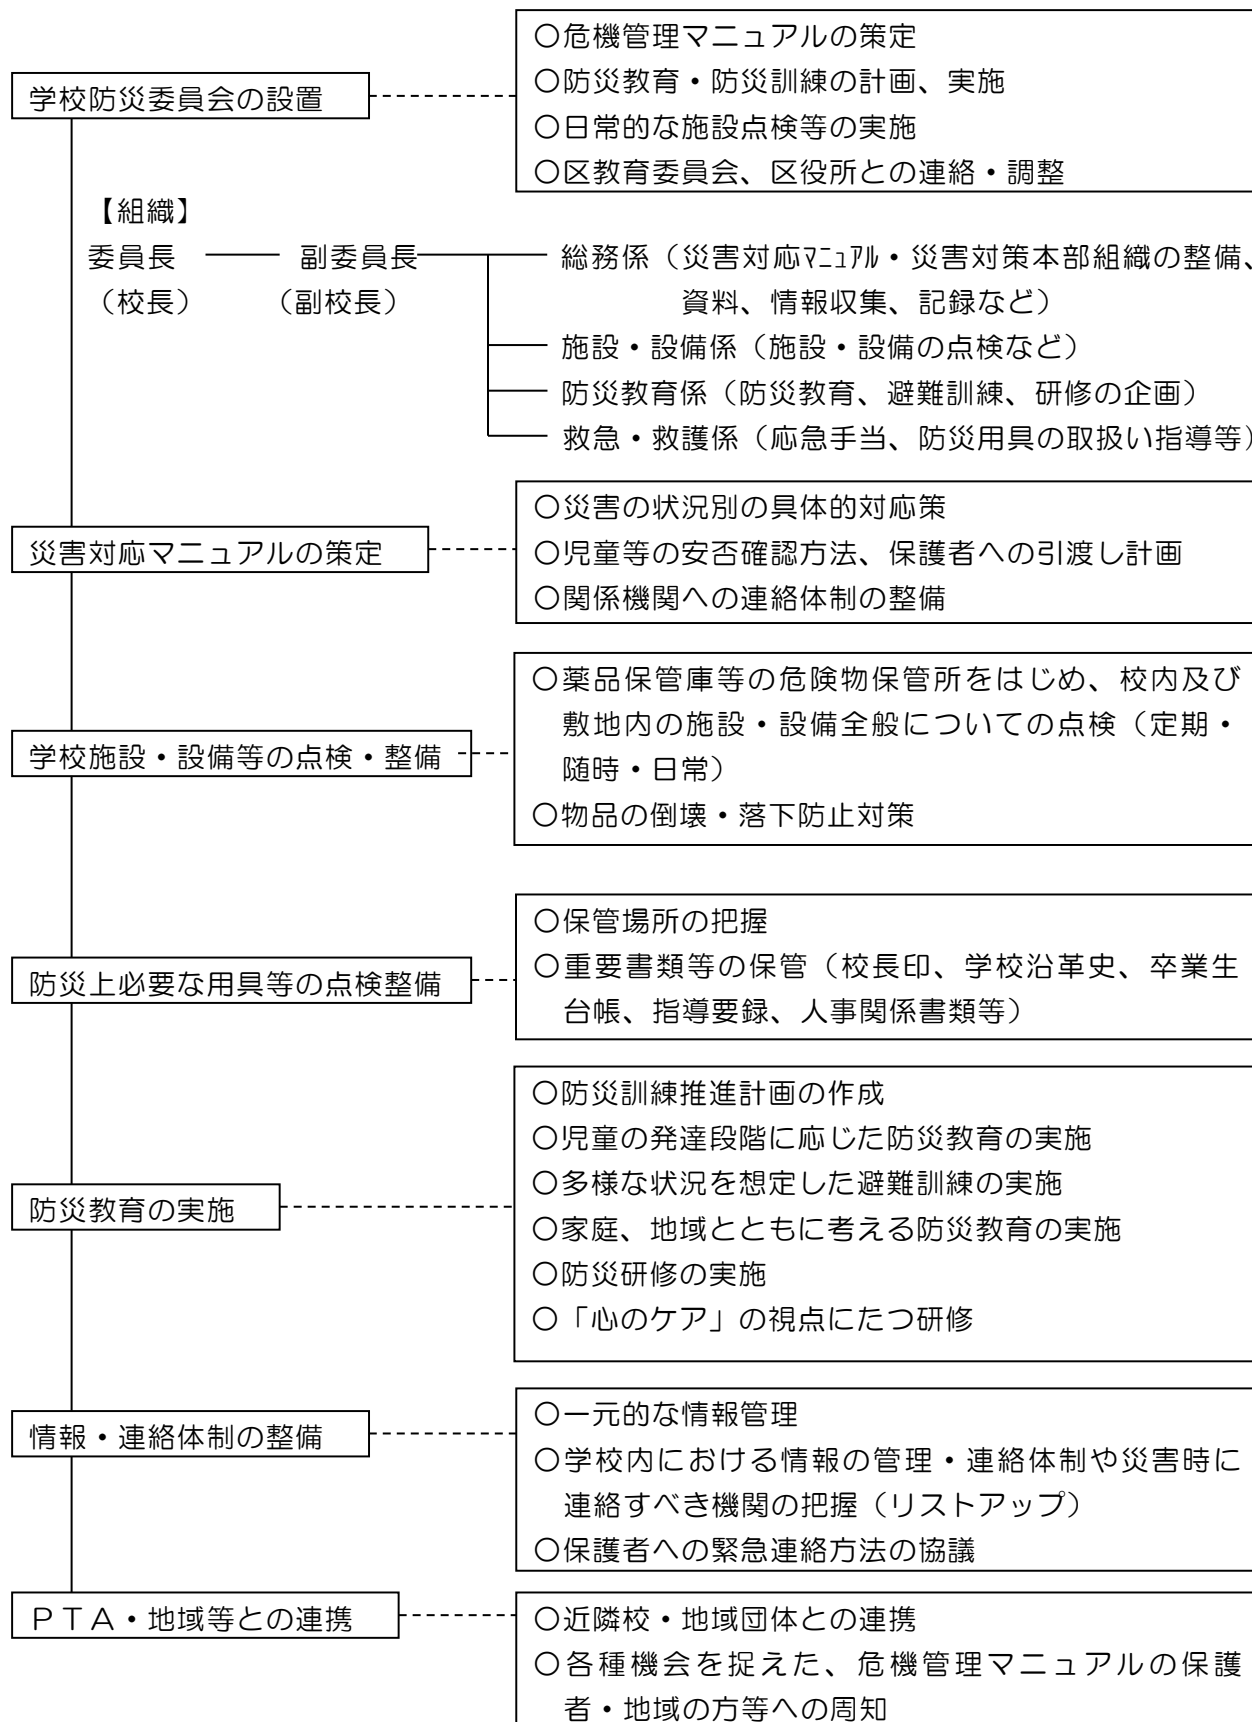 学校防災委員会の設置
〇危機管理マニュアルの策定
〇防災教育・防災訓練の計画、実施
〇日常的な施設点検等の実施
〇区教育委員会、区役所との連絡・調整
【組織】
委員長 副委員長 総務係（災害対応ﾏﾆｭｱﾙ・災害対策本部組織の整備、
（校長） （副校長） 資料、情報収集、記録など）
施設・設備係（施設・設備の点検など）
防災教育係（防災教育、避難訓練、研修の企画）
救急・救護係（応急手当、防災用具の取扱い指導等）
災害対応マニュアルの策定
〇災害の状況別の具体的対応策
〇児童等の安否確認方法、保護者への引渡し計画
〇関係機関への連絡体制の整備
学校施設・設備等の点検・整備
〇薬品保管庫等の危険物保管所をはじめ、校内及び
敷地内の施設・設備全般についての点検（定期・
随時・日常）
〇物品の倒壊・落下防止対策
防災上必要な用具等の点検整備
〇保管場所の把握
〇重要書類等の保管（校長印、学校沿革史、卒業生
台帳、指導要録、人事関係書類等）
防災教育の実施
〇防災訓練推進計画の作成
〇児童の発達段階に応じた防災教育の実施
〇多様な状況を想定した避難訓練の実施
〇家庭、地域とともに考える防災教育の実施
〇防災研修の実施
〇「心のケア」の視点にたつ研修
情報・連絡体制の整備
〇一元的な情報管理
〇学校内における情報の管理・連絡体制や災害時に
連絡すべき機関の把握（リストアップ）
〇保護者への緊急連絡方法の協議
ＰＴＡ・地域等との連携
〇近隣校・地域団体との連携
〇各種機会を捉えた、危機管理マニュアルの保護
者・地域の方等への周知